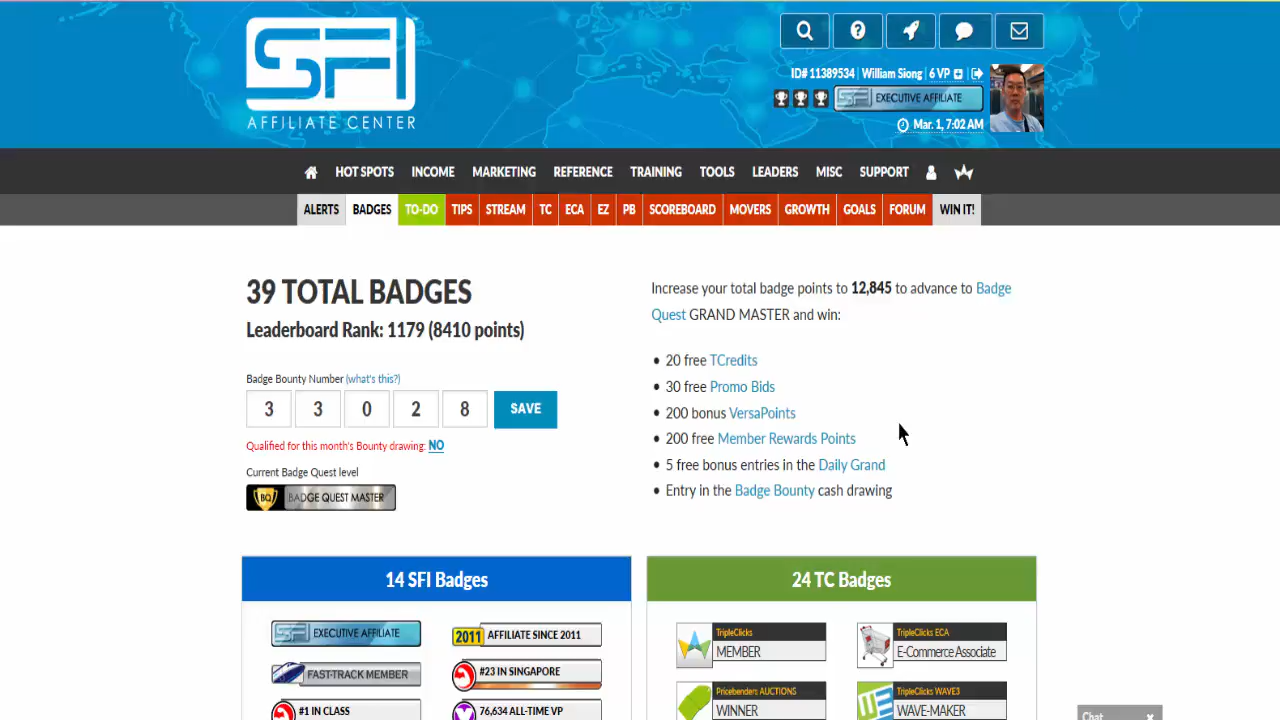 SFI
AFFILIATE CENTER
ID# 11389534 | William Siong | 6 VP
SFI EXECUTIVE AFFILIATE
Mar. 1, 7:02 AM
HOT SPOTS INCOME MARKETING REFERENCE TRAINING TOOLS LEADERS MISC SUPPORT
ALERTS BADGES TO-DO TIPS STREAM TC ECA EZ PB SCOREBOARD MOVERS GROWTH GOALS FORUM WIN IT!
39 TOTAL BADGES
Leaderboard Rank: 1179 (8410 points)
Badge Bounty Number (what's this?)
3 3 0 2 8 SAVE
Qualified for this month's Bounty drawing: NO
Current Badge Quest level
BQ BADGE QUEST MASTER
Increase your total badge points to 12,845 to advance to Badge
Quest GRAND MASTER and win:
• 20 free TCredits
• 30 free Promo Bids
• 200 bonus VersaPoints
• 200 free Member Rewards Points
• 5 free bonus entries in the Daily Grand
• Entry in the Badge Bounty cash drawing
14 SFI Badges
SFI EXECUTIVE AFFILIATE
2011 AFFILIATE SINCE 2011
FAST-TRACK MEMBER
#23 IN SINGAPORE
#1 IN CLASS
76,634 ALL-TIME VP
24 TC Badges
TripleClicks
MEMBER
TripleClicks ECA
E-Commerce Associate
Pricebenders AUCTIONS
WINNER
TripleClicks WAVE3
WAVE-MAKER
Chat